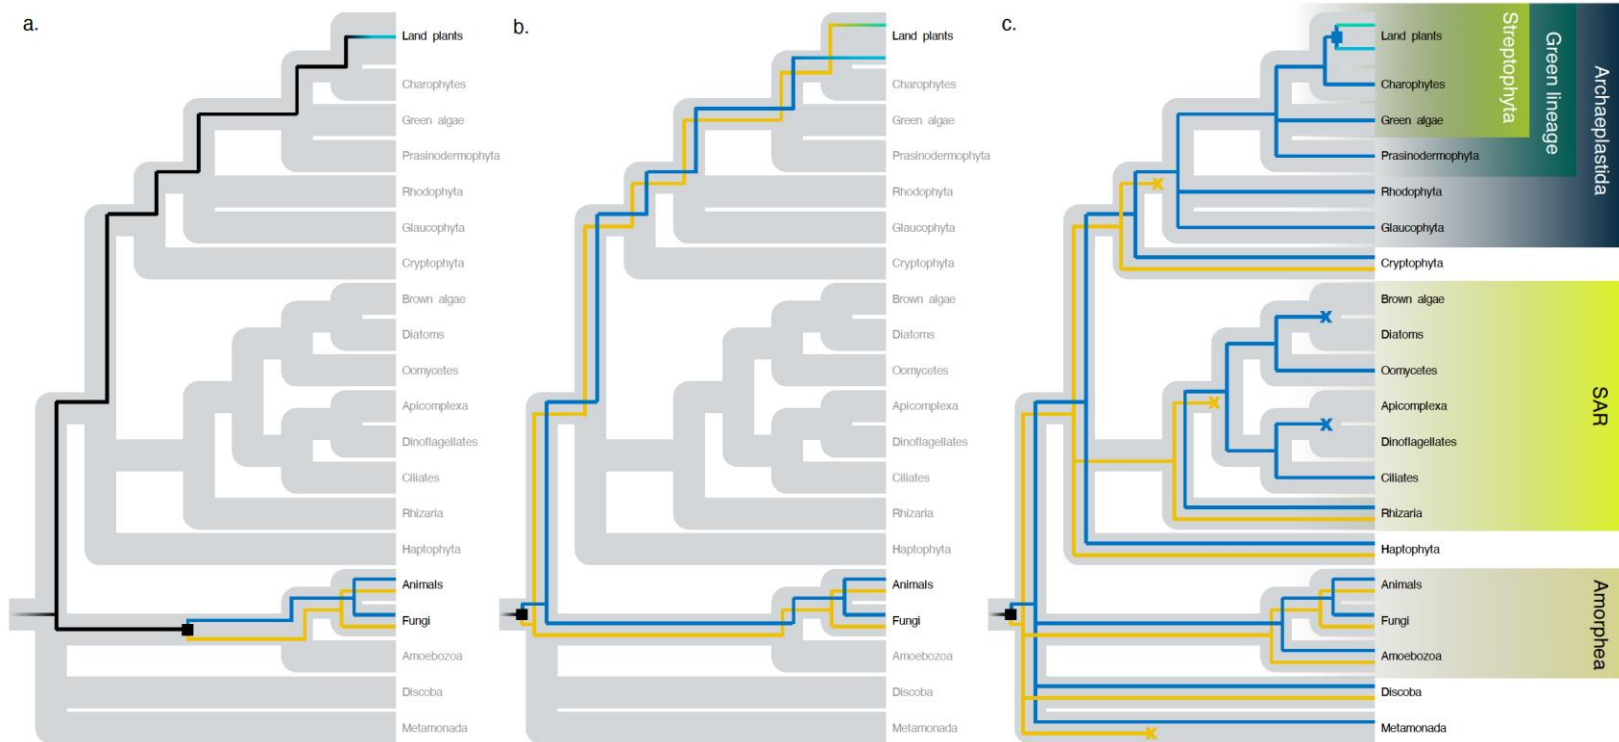 a.
Land plants
Charophytes
Green algae
Prasinodermophyta
Rhodophyta
Glaucophyta
Cryptophyta
Brown algae
Diatoms
Oomycetes
Apicomplexa
Dinoflagellates
Ciliates
Rhizaria
Haptophyta
Animals
Fungi
Amoebozoa
Discoba
Metamonada
b.
Land plants
Charophytes
Green algae
Prasinodermophyta
Rhodophyta
Glaucophyta
Cryptophyta
Brown algae
Diatoms
Oomycetes
Apicomplexa
Dinoflagellates
Ciliates
Rhizaria
Haptophyta
Animals
Fungi
Amoebozoa
Discoba
Metamonada
c.
Land plants
Charophytes
Green algae
Prasinodermophyta
Rhodophyta
Glaucophyta
Cryptophyta
Brown algae
Diatoms
Oomycetes
Apicomplexa
Dinoflagellates
Ciliates
Rhizaria
Haptophyta
Animals
Fungi
Amoebozoa
Discoba
Metamonada
Streptophyta
Green lineage
Archaeplastida
SAR
Amorphea